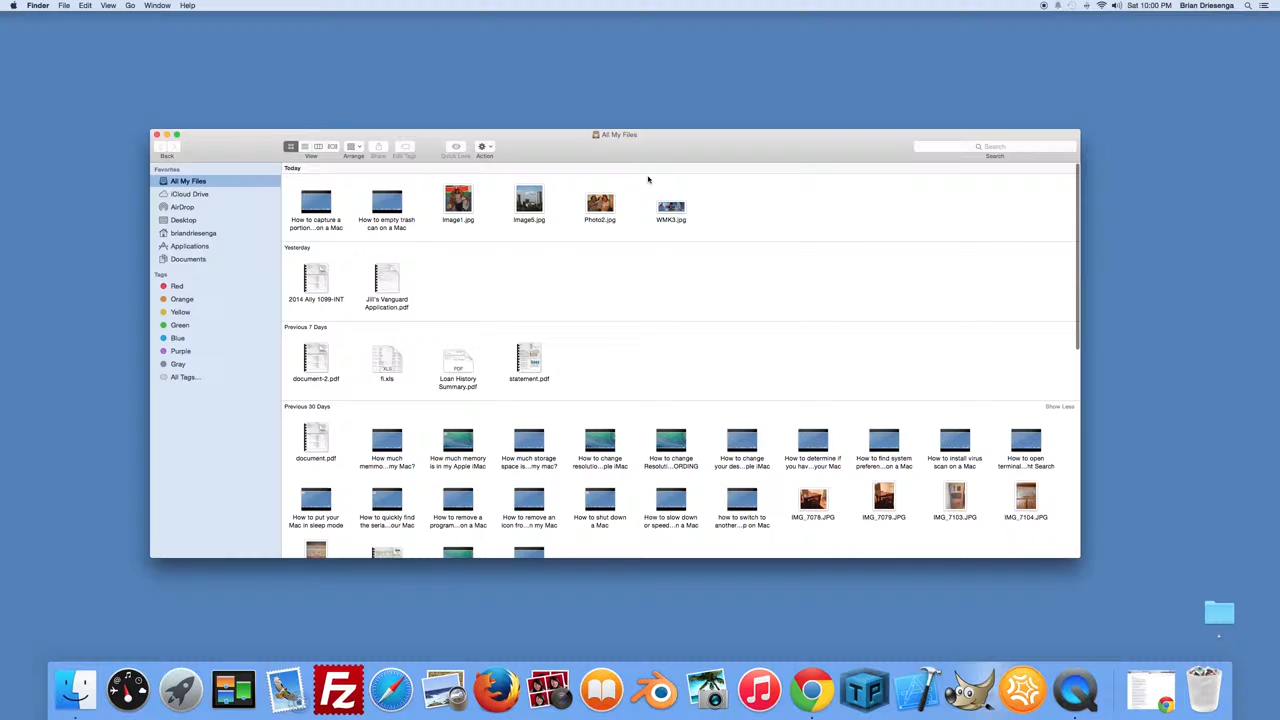 Finder File Edit View Go Window Help Sat 10:00 PM Brian Driesenga
All My Files
Back View Arrange Share Quick Look Edit Tags Action Search
Search
Favorites
All My Files
iCloud Drive
AirDrop
Desktop
briandriesenga
Applications
Documents
Tags
Red
Orange
Yellow
Green
Blue
Purple
Gray
All Tags...
Today
How to capture a portion...on a Mac
How to empty trash can on a Mac
Image1.jpg
Image5.jpg
Photo2.jpg
WMK3.jpg
Yesterday
2014 Ally 1099-INT
Jill's Vanguard Application.pdf
Previous 7 Days
document-2.pdf
XLS
fi.xls
PDF
Loan History Summary.pdf
statement.pdf
Previous 30 Days Show Less
document.pdf
How much memmo...my Mac?
How much memory is in my Apple iMac
How much storage space is...my mac?
How to change resolutio...ple iMac
How to change Resoluti...ORDING
How to change your des...ple iMac
How to determine if you hav...your Mac
How to find system preferen...on a Mac
How to install virus scan on a Mac
How to open terminal...ht Search
How to put your Mac in sleep mode
How to quickly find the seria...our Mac
How to remove a program...on a Mac
How to remove an icon fro...n my Mac
How to shut down a Mac
How to slow down or speed...n a Mac
how to switch to another...p on Mac
IMG_7078.JPG
IMG_7079.JPG
IMG_7103.JPG
IMG_7104.JPG
Fz
TP